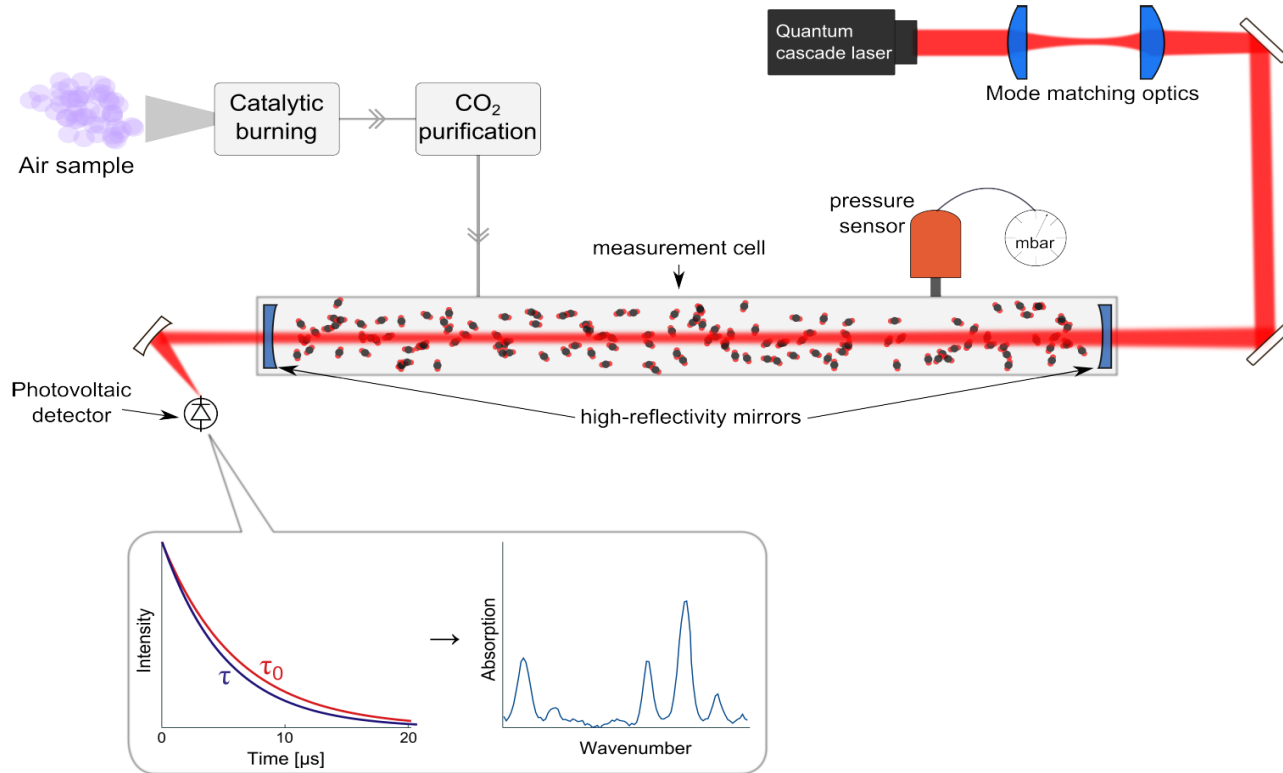 Quantum
cascade laser
Mode matching optics
Air sample
Catalytic
burning
CO₂
purification
pressure
sensor
mbar
measurement cell
Photovoltaic
detector
high-reflectivity mirrors
Intensity
τ
τ₀
0
10
20
Time [µs]
→
Absorption
Wavenumber